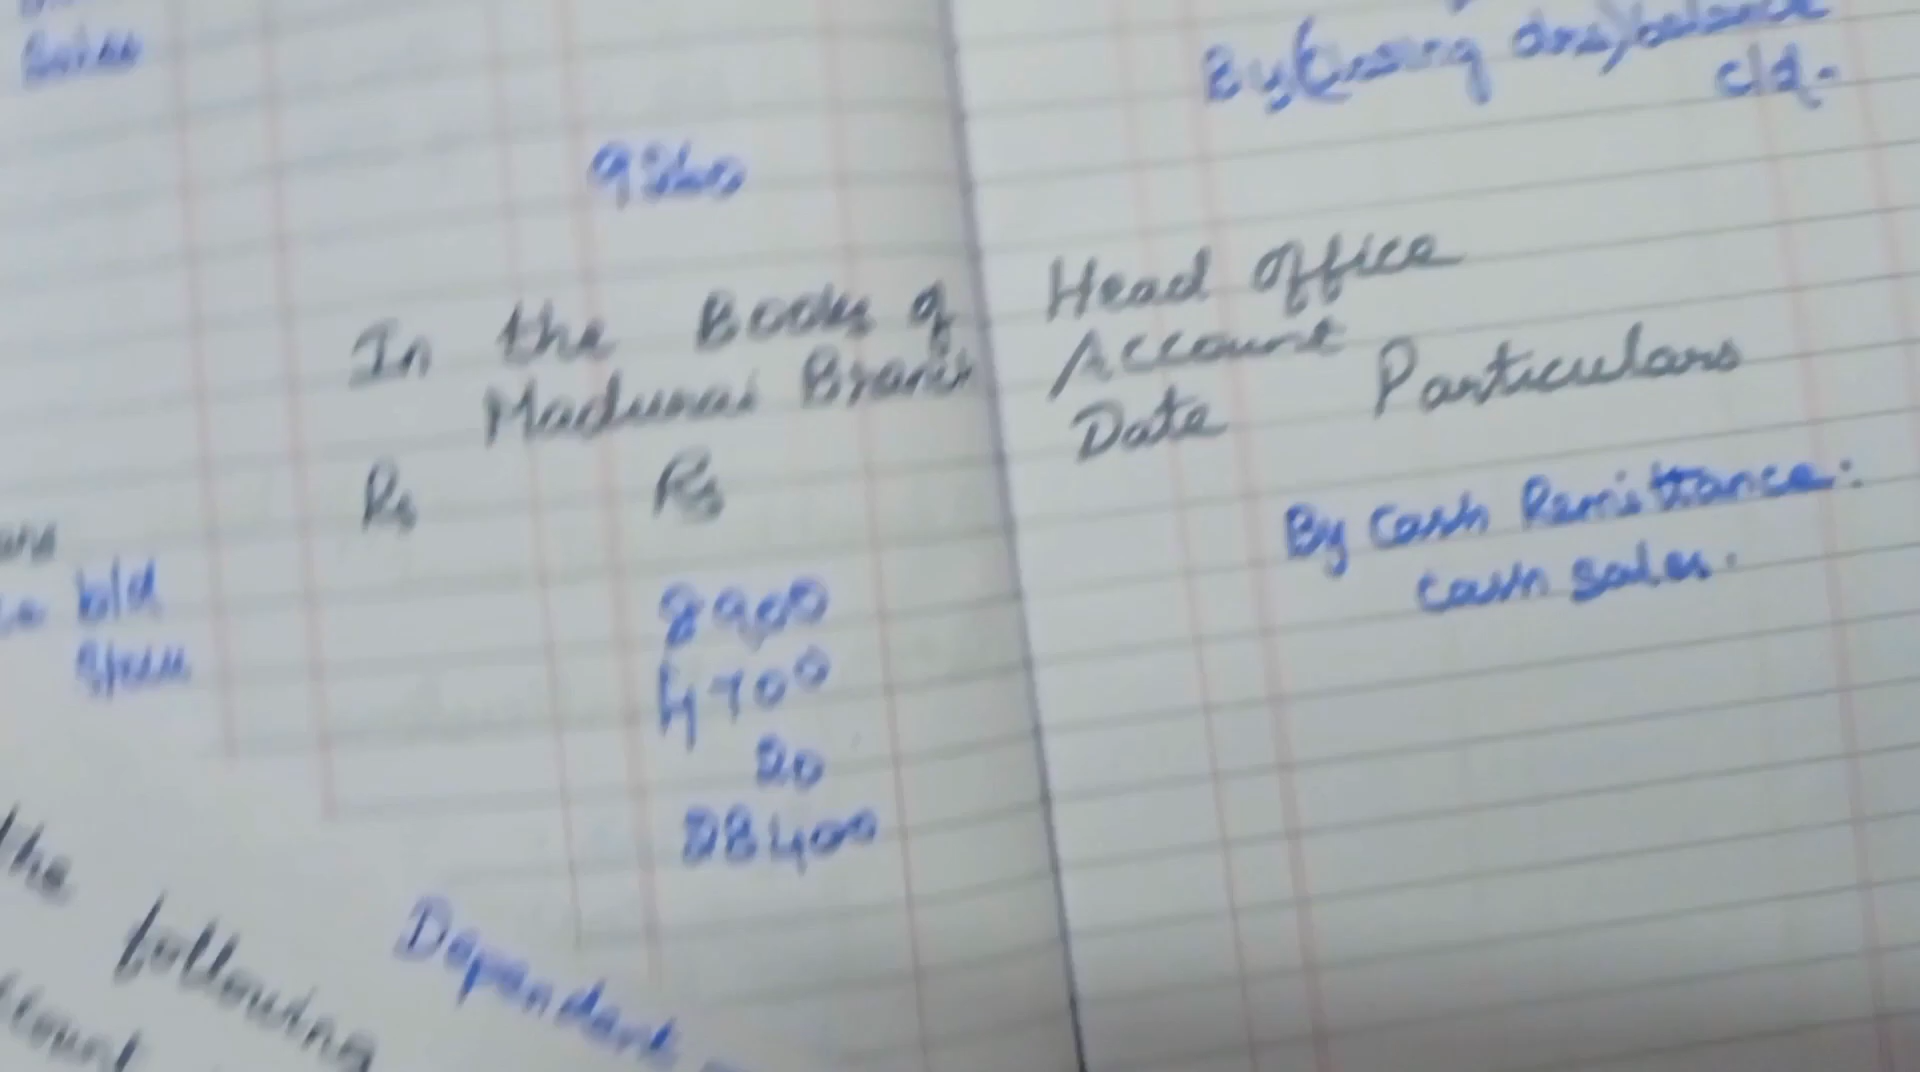 By (closing
balance
c/d.
In the Books of Head office
Madurai Branch Account
Rs Rs Date Particulars
By Cash Remittance:
b/d 8900 cash sales.
4700
20
28400
the following
Dependent